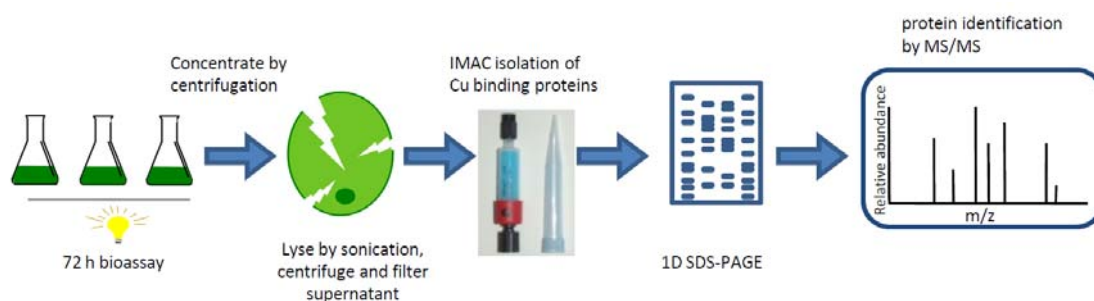 72 h bioassay
Concentrate by
centrifugation
Lyse by sonication,
centrifuge and filter
supernatant
IMAC isolation of
Cu binding proteins
1D SDS-PAGE
protein identification
by MS/MS
Relative abundance
m/z